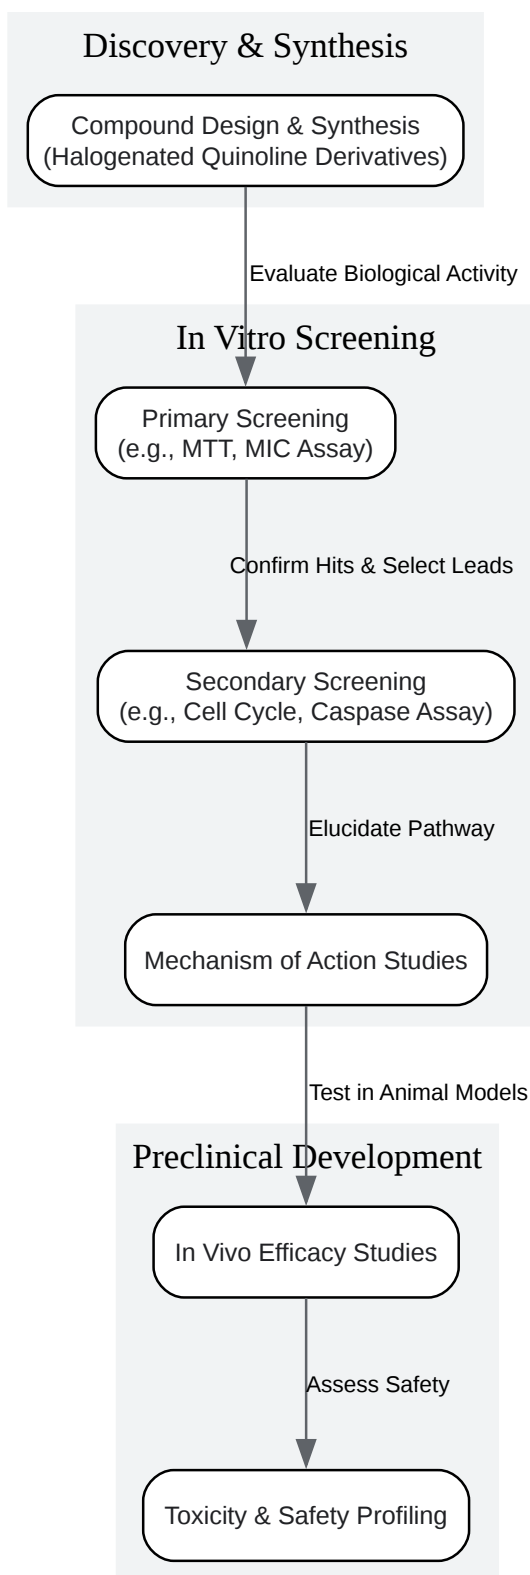 Discovery & Synthesis
Compound Design & Synthesis
(Halogenated Quinoline Derivatives)
Evaluate Biological Activity
In Vitro Screening
Primary Screening
(e.g., MTT, MIC Assay)
Confirm Hits & Select Leads
Secondary Screening
(e.g., Cell Cycle, Caspase Assay)
Elucidate Pathway
Mechanism of Action Studies
Test in Animal Models
Preclinical Development
In Vivo Efficacy Studies
Assess Safety
Toxicity & Safety Profiling